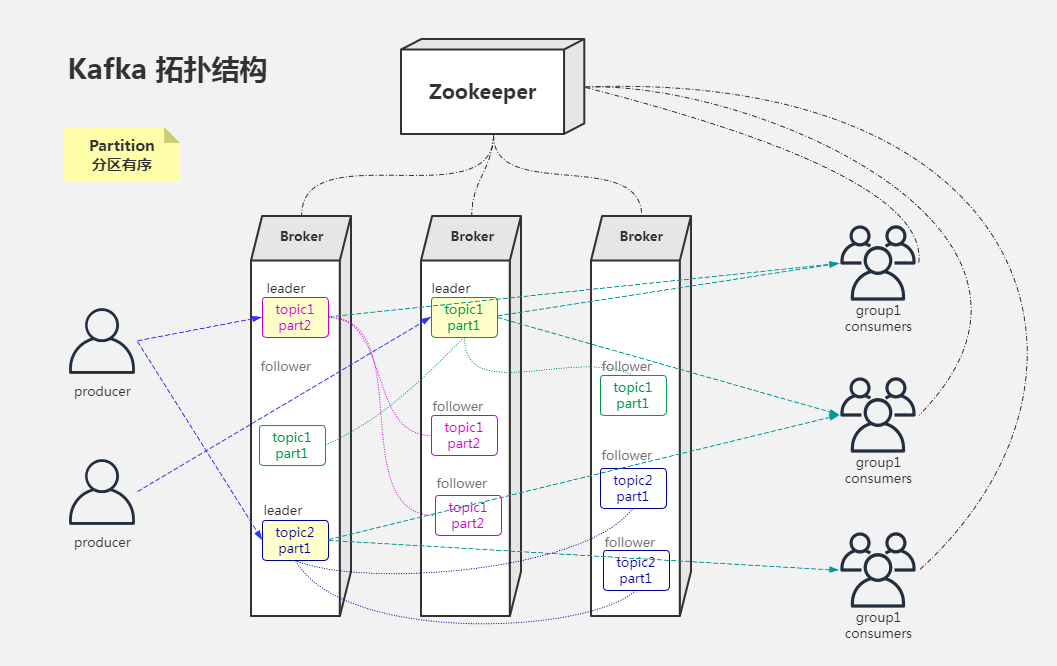 Kafka 拓扑结构
Zookeeper
Partition
分区有序
Broker
leader
topic1
part2
follower
topic1
part1
leader
topic2
part1
Broker
leader
topic1
part1
follower
topic1
part2
follower
topic1
part2
Broker
follower
topic1
part1
follower
topic2
part1
follower
topic2
part1
producer
producer
group1
consumers
group1
consumers
group1
consumers